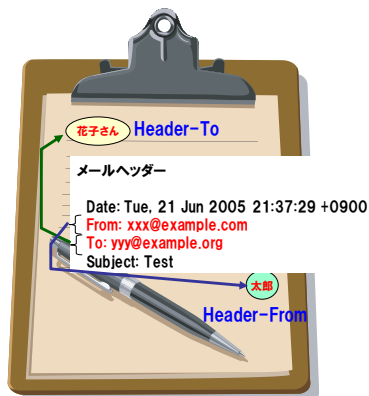 花子さん Header-To
メールヘッダー
Date: Tue, 21 Jun 2005 21:37:29 +0900
From: xxx@example.com
To: yyy@example.org
Subject: Test
太郎
Header-From